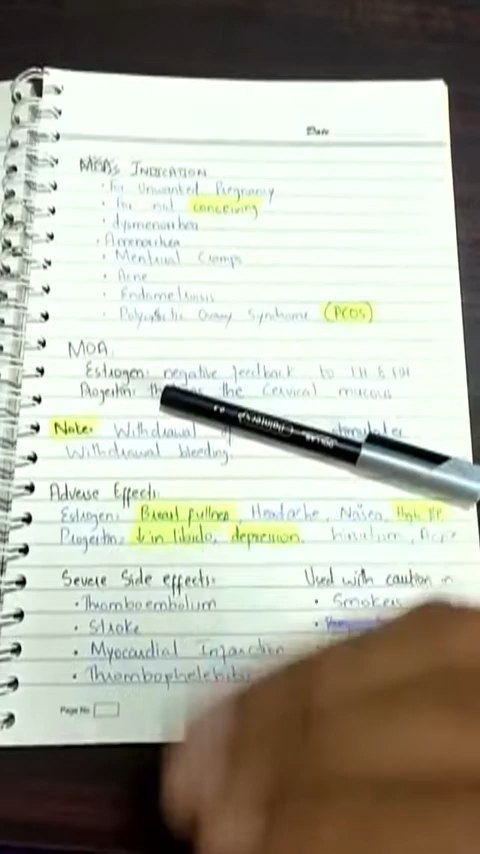 Date
INDICATION
• For Unwanted Pregnancy
• For not conceiving
• dysmenorrhea
• Amenorrhea
• Menstrual Cramps
• Acne
• Endometriosis
• Polycystic Ovary Syndrome (PCOS)
MOA:
Estrogen: negative feedback to LH & FSH
Progestin: the Cervical mucous
Note: Withdrawal
Withdrawal bleeding.
Adverse Effects:
Estrogen: Breast fullness, Headache, Nausea, High BP
Progestin: ↓ in libido, depression, hirsutism, Acne
Severe Side effects: Used with caution in
• Thromboembolism • Smokers
• Stroke
• Myocardial Infarction
Page No.